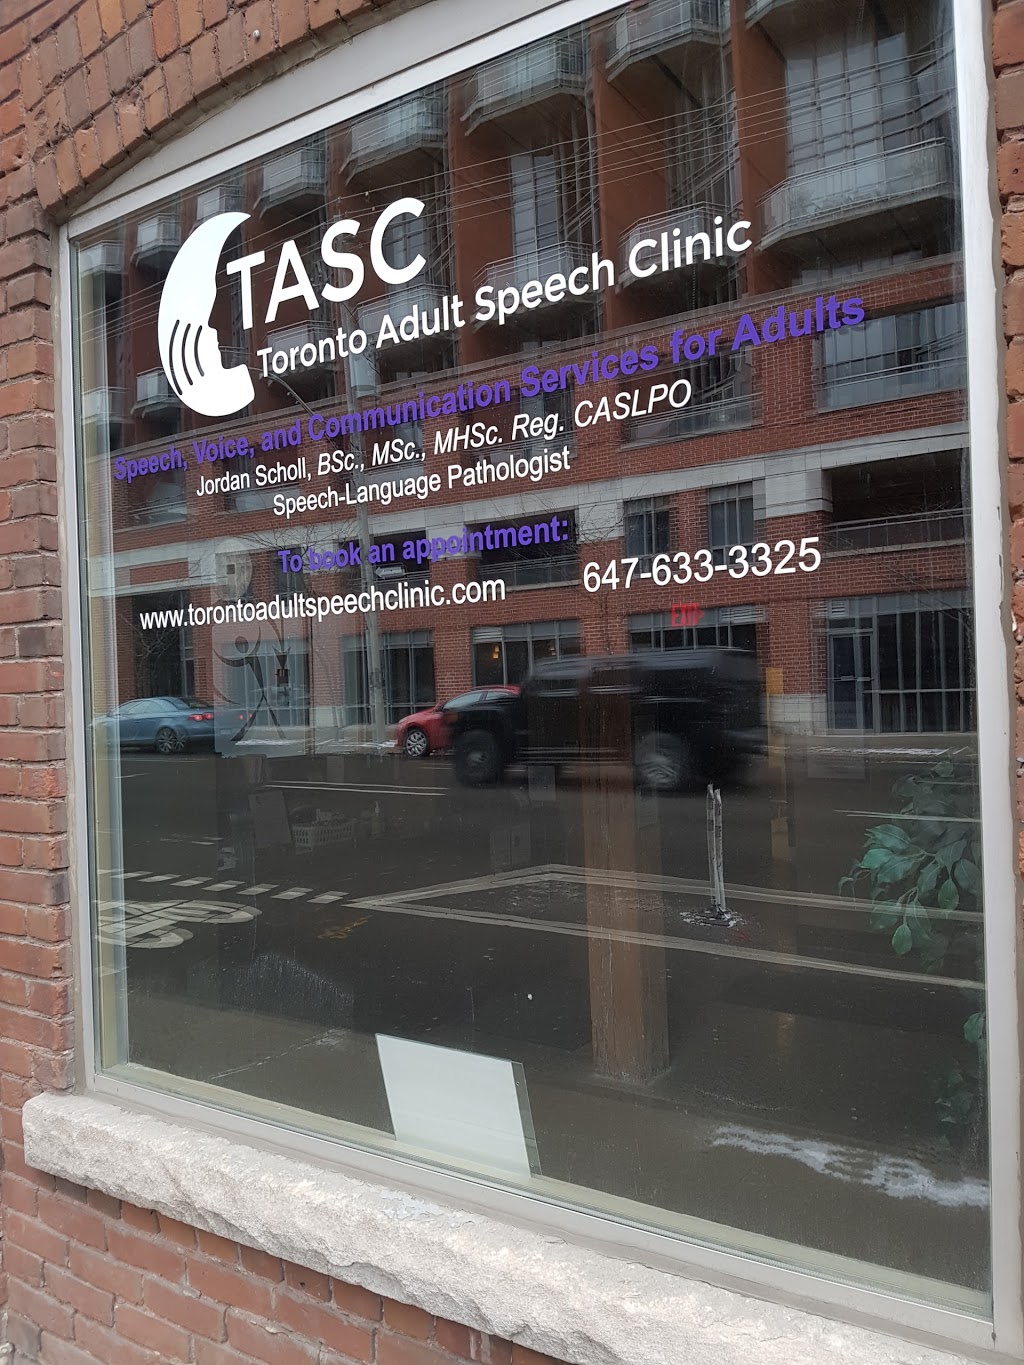 TASC
Toronto Adult Speech Clinic
Speech, Voice, and Communication Services for Adults
Jordan Scholl, BSc., MSc., MHSc. Reg. CASLPO
Speech-Language Pathologist
To book an appointment:
www.torontoadultspeechclinic.com 647-633-3325
EXIT